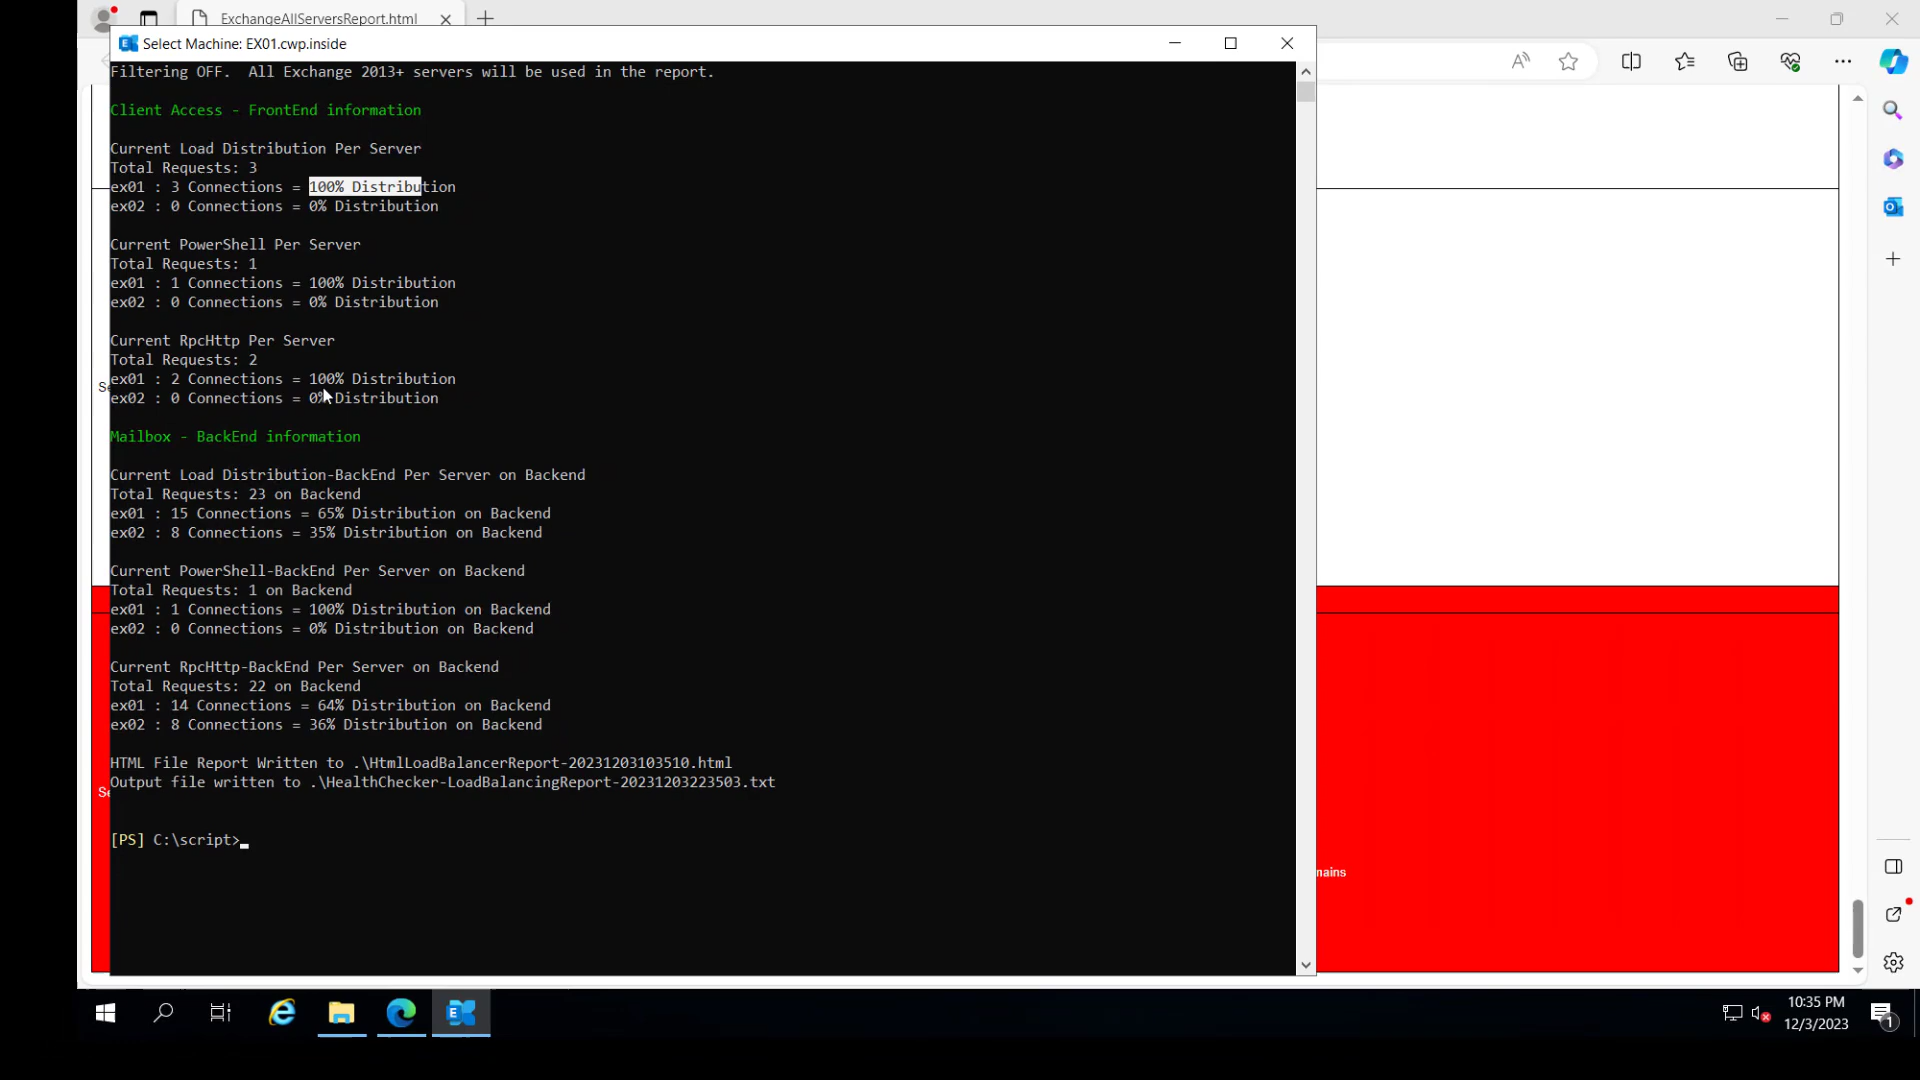 ExchangeAllServersReport.html
Select Machine: EX01.cwp.inside
Filtering OFF.  All Exchange 2013+ servers will be used in the report.
Client Access - FrontEnd information
Current Load Distribution Per Server
Total Requests: 3
ex01 : 3 Connections = 100% Distribution
ex02 : 0 Connections = 0% Distribution
Current PowerShell Per Server
Total Requests: 1
ex01 : 1 Connections = 100% Distribution
ex02 : 0 Connections = 0% Distribution
Current RpcHttp Per Server
Total Requests: 2
ex01 : 2 Connections = 100% Distribution
ex02 : 0 Connections = 0% Distribution
Mailbox - BackEnd information
Current Load Distribution-BackEnd Per Server on Backend
Total Requests: 23 on Backend
ex01 : 15 Connections = 65% Distribution on Backend
ex02 : 8 Connections = 35% Distribution on Backend
Current PowerShell-BackEnd Per Server on Backend
Total Requests: 1 on Backend
ex01 : 1 Connections = 100% Distribution on Backend
ex02 : 0 Connections = 0% Distribution on Backend
Current RpcHttp-BackEnd Per Server on Backend
Total Requests: 22 on Backend
ex01 : 14 Connections = 64% Distribution on Backend
ex02 : 8 Connections = 36% Distribution on Backend
HTML File Report Written to .\HtmlLoadBalancerReport-20231203103510.html
Output file written to .\HealthChecker-LoadBalancingReport-20231203223503.txt
[PS] C:\script>
Se
Se
mains
10:35 PM
12/3/2023
1